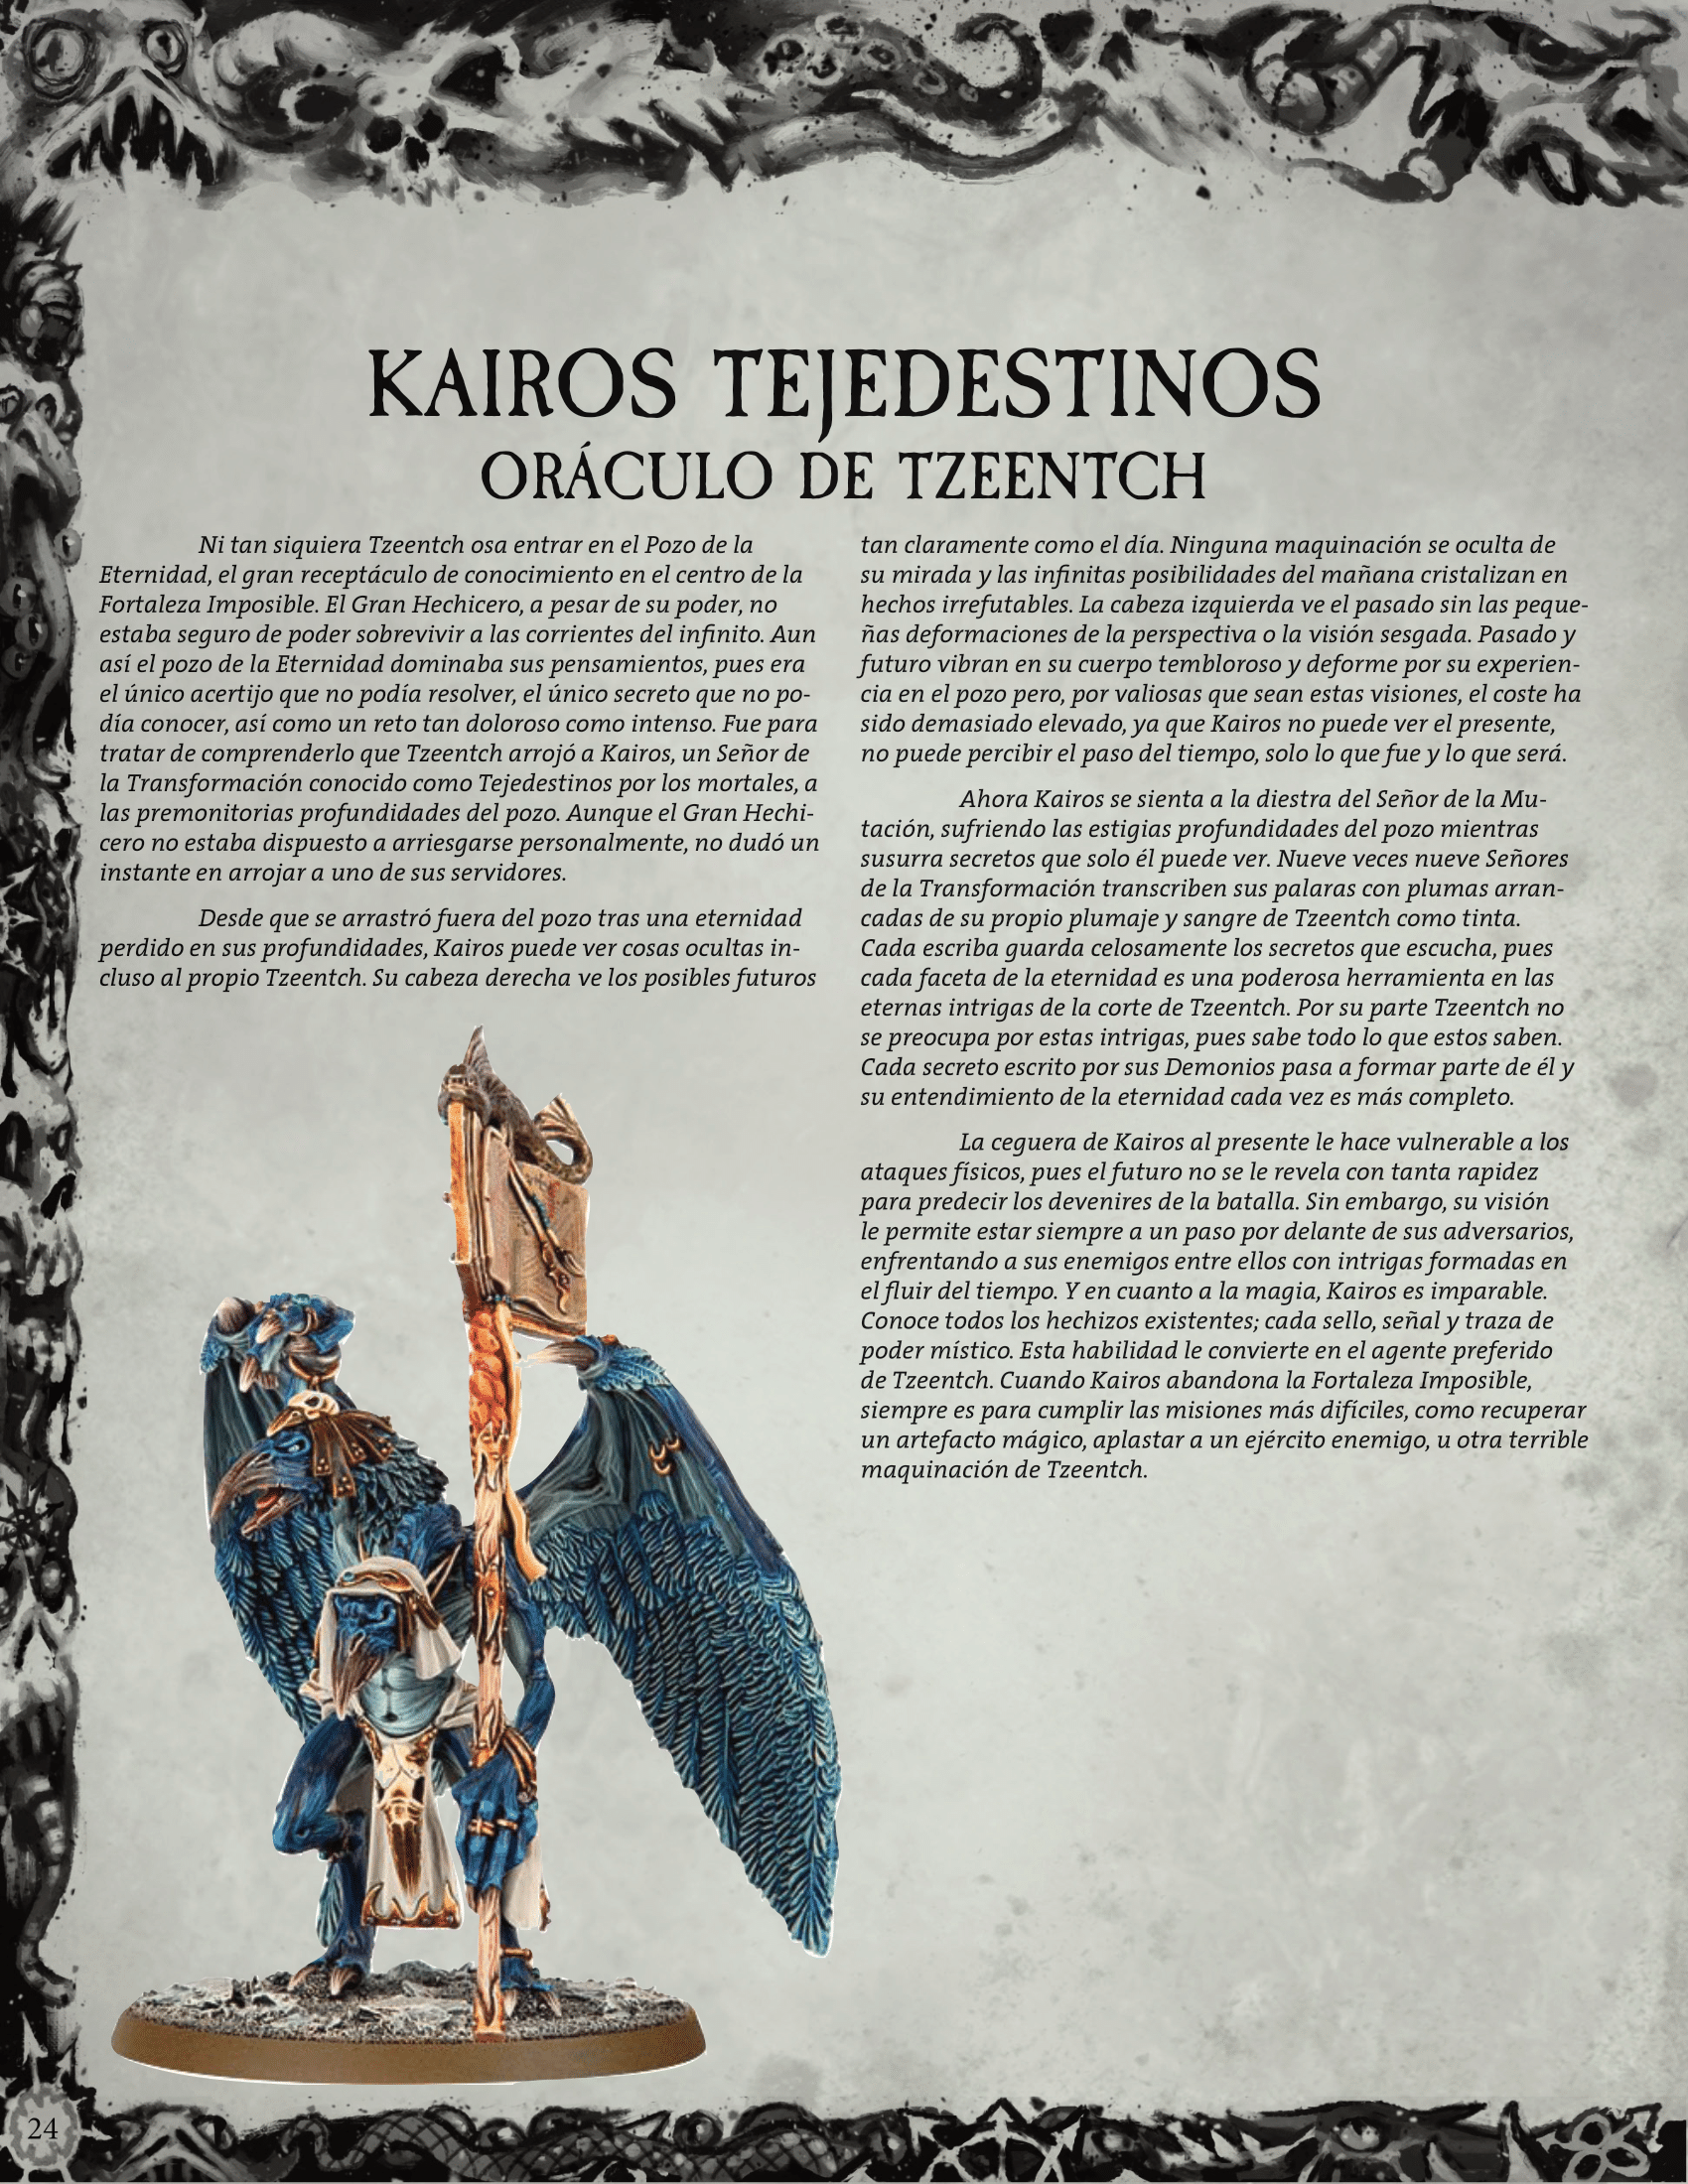 KAIROS TEJEDESTINOS
ORÁCULO DE TZEENTCH
Ni tan siquiera Tzeentch osa entrar en el Pozo de la
Eternidad, el gran receptáculo de conocimiento en el centro de la
Fortaleza Imposible. El Gran Hechicero, a pesar de su poder, no
estaba seguro de poder sobrevivir a las corrientes del infinito. Aun
así el pozo de la Eternidad dominaba sus pensamientos, pues era
el único acertijo que no podía resolver, el único secreto que no po-
día conocer, así como un reto tan doloroso como intenso. Fue para
tratar de comprenderlo que Tzeentch arrojó a Kairos, un Señor de
la Transformación conocido como Tejedestinos por los mortales, a
las premonitorias profundidades del pozo. Aunque el Gran Hechi-
cero no estaba dispuesto a arriesgarse personalmente, no dudó un
instante en arrojar a uno de sus servidores.
Desde que se arrastró fuera del pozo tras una eternidad
perdido en sus profundidades, Kairos puede ver cosas ocultas in-
cluso al propio Tzeentch. Su cabeza derecha ve los posibles futuros
tan claramente como el día. Ninguna maquinación se oculta de
su mirada y las infinitas posibilidades del mañana cristalizan en
hechos irrefutables. La cabeza izquierda ve el pasado sin las peque-
ñas deformaciones de la perspectiva o la visión sesgada. Pasado y
futuro vibran en su cuerpo tembloroso y deforme por su experien-
cia en el pozo pero, por valiosas que sean estas visiones, el coste ha
sido demasiado elevado, ya que Kairos no puede ver el presente,
no puede percibir el paso del tiempo, solo lo que fue y lo que será.
Ahora Kairos se sienta a la diestra del Señor de la Mu-
tación, sufriendo las estigias profundidades del pozo mientras
susurra secretos que solo él puede ver. Nueve veces nueve Señores
de la Transformación transcriben sus palaras con plumas arran-
cadas de su propio plumaje y sangre de Tzeentch como tinta.
Cada escriba guarda celosamente los secretos que escucha, pues
cada faceta de la eternidad es una poderosa herramienta en las
eternas intrigas de la corte de Tzeentch. Por su parte Tzeentch no
se preocupa por estas intrigas, pues sabe todo lo que estos saben.
Cada secreto escrito por sus Demonios pasa a formar parte de él y
su entendimiento de la eternidad cada vez es más completo.
La ceguera de Kairos al presente le hace vulnerable a los
ataques físicos, pues el futuro no se le revela con tanta rapidez
para predecir los devenires de la batalla. Sin embargo, su visión
le permite estar siempre a un paso por delante de sus adversarios,
enfrentando a sus enemigos entre ellos con intrigas formadas en
el fluir del tiempo. Y en cuanto a la magia, Kairos es imparable.
Conoce todos los hechizos existentes; cada sello, señal y traza de
poder místico. Esta habilidad le convierte en el agente preferido
de Tzeentch. Cuando Kairos abandona la Fortaleza Imposible,
siempre es para cumplir las misiones más difíciles, como recuperar
un artefacto mágico, aplastar a un ejército enemigo, u otra terrible
maquinación de Tzeentch.
24